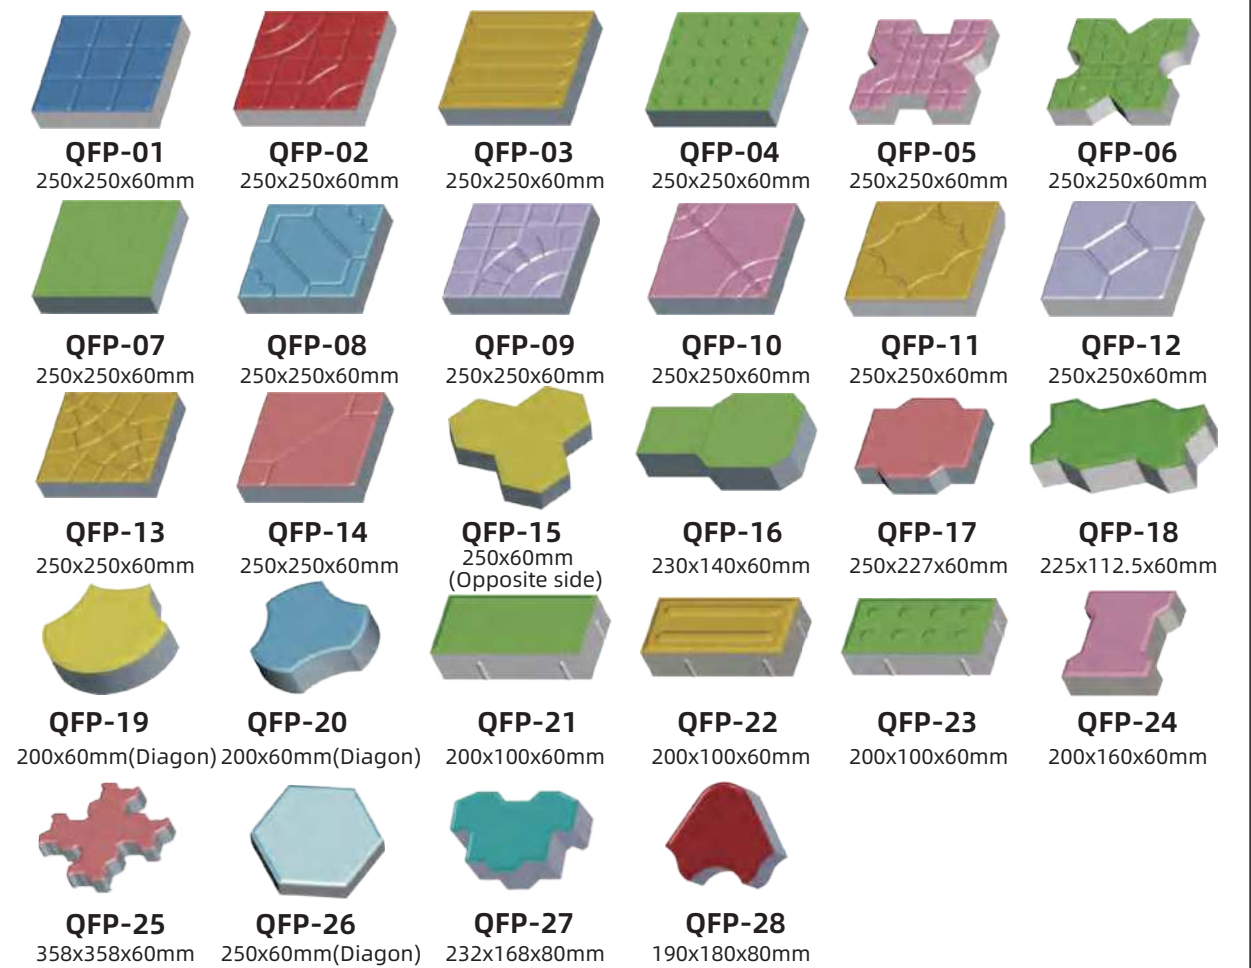 QFP-01 QFP-02 QFP-03 QFP-04 QFP-05 QFP-06
250x250x60mm 250x250x60mm 250x250x60mm 250x250x60mm 250x250x60mm 250x250x60mm
QFP-07 QFP-08 QFP-09 QFP-10 QFP-11 QFP-12
250x250x60mm 250x250x60mm 250x250x60mm 250x250x60mm 250x250x60mm 250x250x60mm
QFP-13 QFP-14 QFP-15 QFP-16 QFP-17 QFP-18
250x250x60mm 250x250x60mm 250x60mm 230x140x60mm 250x227x60mm 225x112.5x60mm
(Opposite side)
QFP-19 QFP-20 QFP-21 QFP-22 QFP-23 QFP-24
200x60mm(Diagon) 200x60mm(Diagon) 200x100x60mm 200x100x60mm 200x100x60mm 200x160x60mm
QFP-25 QFP-26 QFP-27 QFP-28
358x358x60mm 250x60mm(Diagon) 232x168x80mm 190x180x80mm